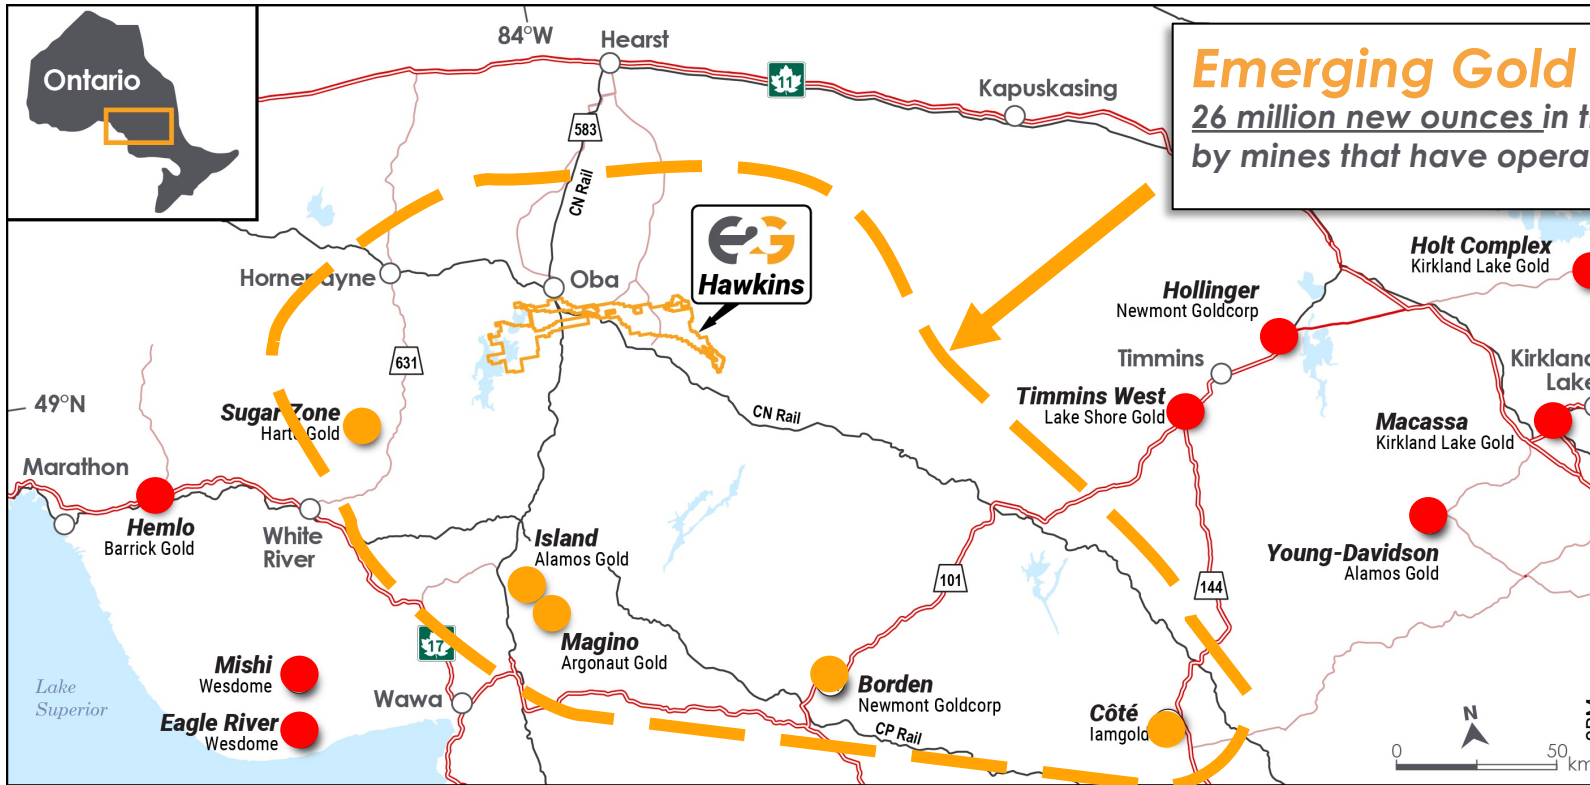 Ontario
84°W
Hearst
11
Kapuskasing
Emerging Gold
26 million new ounces in
by mines that have
583
CN Rail
E2G
Hawkins
Hornepayne
Oba
Holt Complex
Kirkland Lake Gold
Hollinger
Newmont Goldcorp
631
Timmins
Kirkland
Lake
49°N
Sugar Zone
Harte Gold
CN Rail
Timmins West
Lake Shore Gold
Macassa
Kirkland Lake Gold
Marathon
Hemlo
Barrick Gold
White
River
Island
Alamos Gold
Young-Davidson
Alamos Gold
101
144
17
Magino
Argonaut Gold
Mishi
Wesdome
Lake
Superior
Wawa
Borden
Newmont Goldcorp
Eagle River
Wesdome
Côté
Iamgold
CP Rail
N
0 50
km